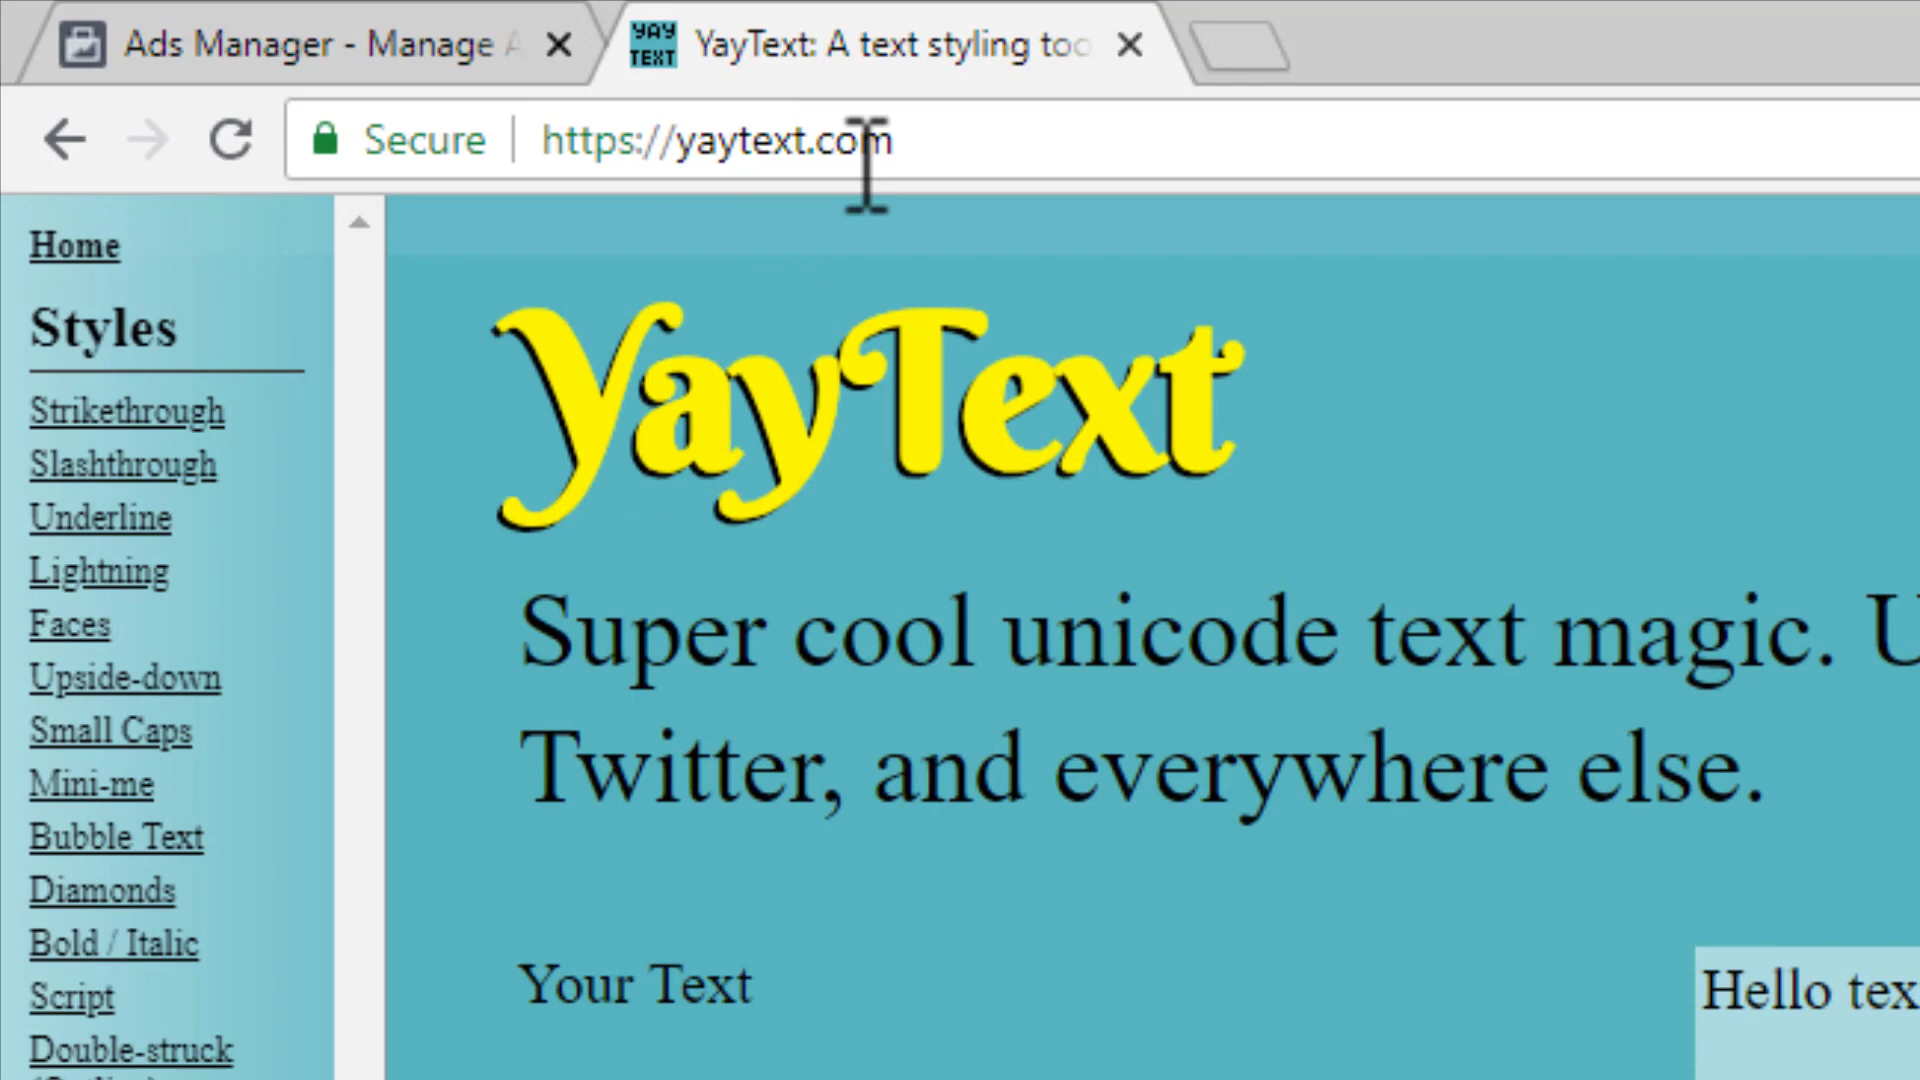 Ads Manager - Manage
YAY TEXT
YayText: A text styling too
Secure
https://yaytext.com
Home
Styles
Strikethrough
Slashthrough
Underline
Lightning
Faces
Upside-down
Small Caps
Mini-me
Bubble Text
Diamonds
Bold / Italic
Script
Double-struck
YayText
Super cool unicode text magic. U
Twitter, and everywhere else.
Your Text
Hello tex